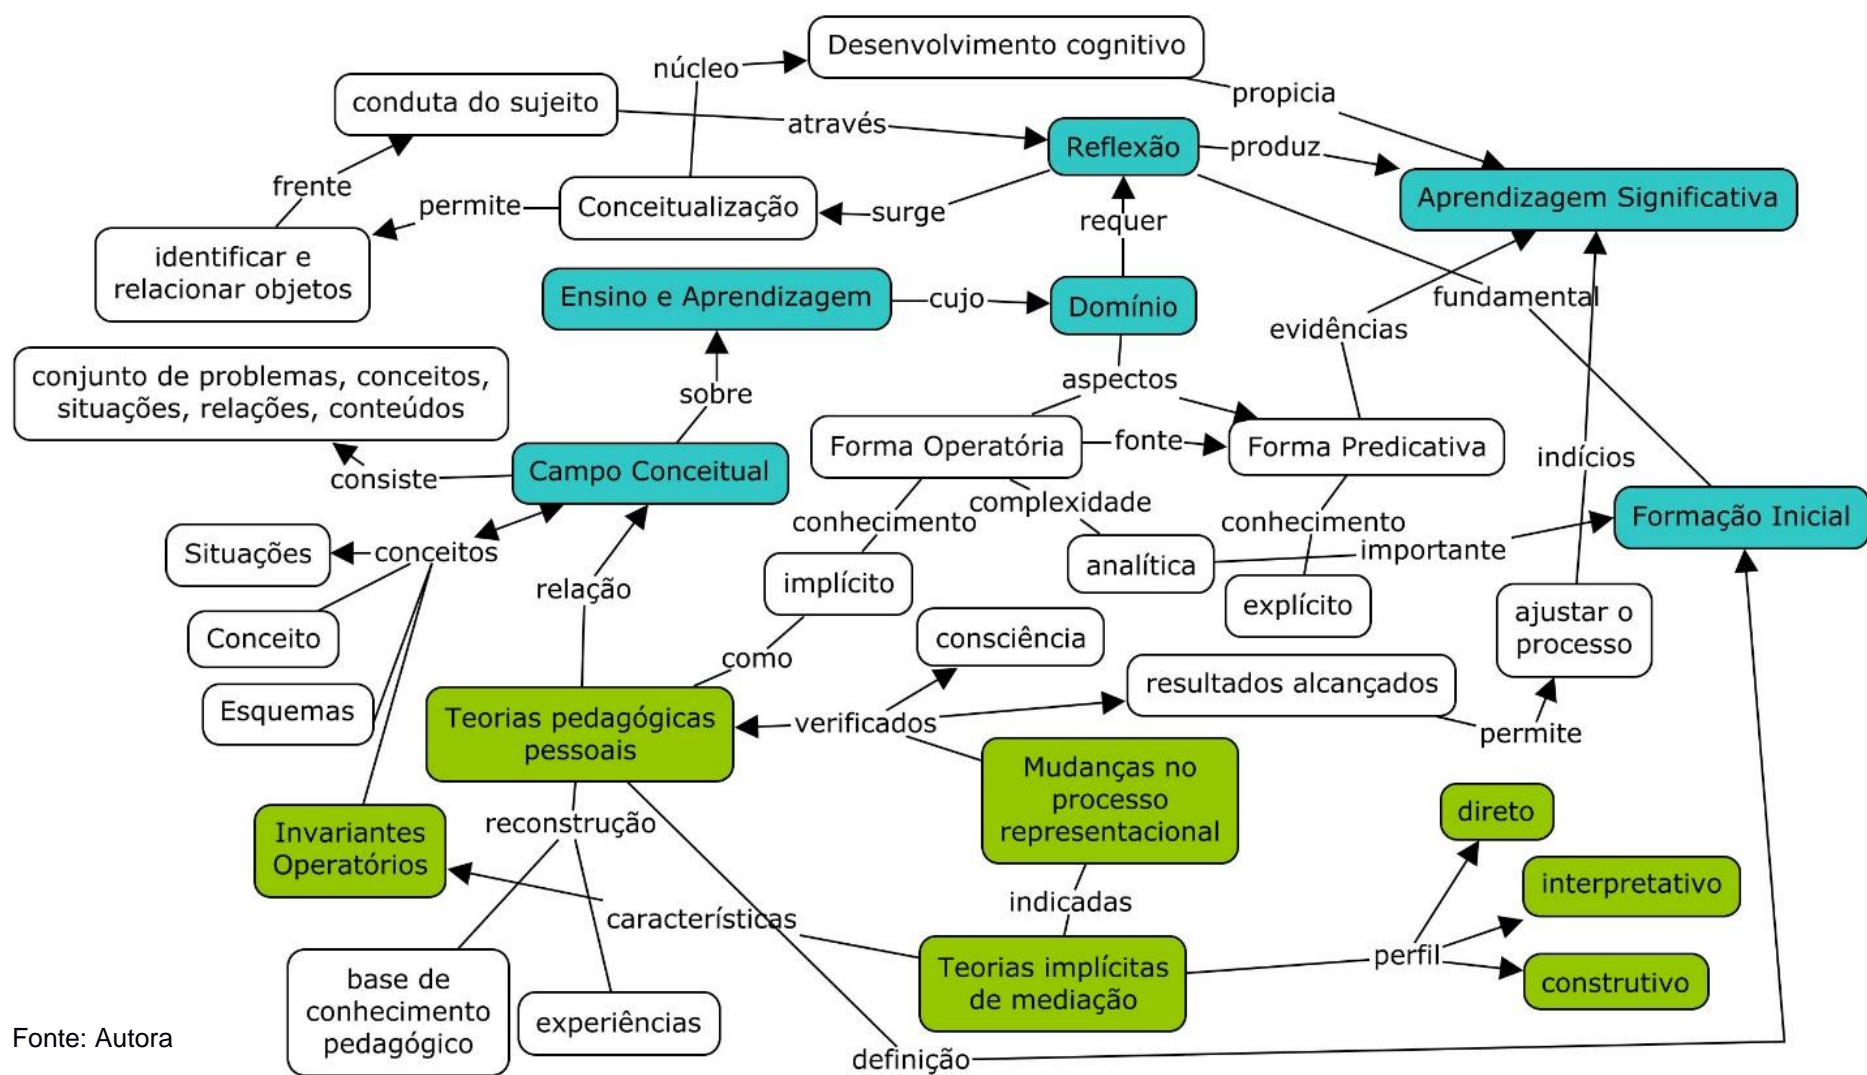 Desenvolvimento cognitivo
núcleo
propicia
conduta do sujeito
através
Reflexão
produz
frente
permite
Conceitualização
surge
requer
Aprendizagem Significativa
identificar e
relacionar objetos
Ensino e Aprendizagem
cujo
Domínio
fundamental
evidências
conjunto de problemas, conceitos,
situações, relações, conteúdos
sobre
aspectos
Forma Operatória
fonte
Forma Predicativa
indícios
consiste
Campo Conceitual
complexidade
conhecimento
conhecimento
Formação Inicial
Situações
conceitos
importante
analítica
relação
implícito
explícito
ajustar o
processo
Conceito
consciência
como
resultados alcançados
Esquemas
Teorias pedagógicas
pessoais
verificados
permite
Mudanças no
processo
representacional
direto
reconstrução
Invariantes
Operatórios
interpretativo
indicadas
características
perfil
Teorias implícitas
de mediação
construtivo
base de
conhecimento
pedagógico
experiências
definição
Fonte: Autora